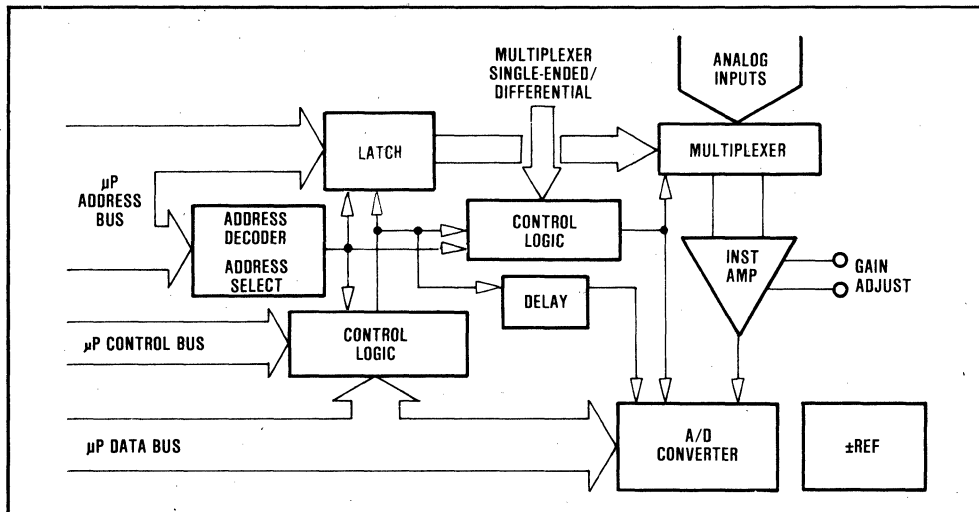 MULTIPLEXER
SINGLE-ENDED/
DIFFERENTIAL
ANALOG
INPUTS
LATCH
MULTIPLEXER
μP
ADDRESS
BUS
ADDRESS
DECODER
ADDRESS
SELECT
CONTROL
LOGIC
INST
AMP
GAIN
ADJUST
DELAY
μP CONTROL BUS
CONTROL
LOGIC
μP DATA BUS
A/D
CONVERTER
±REF